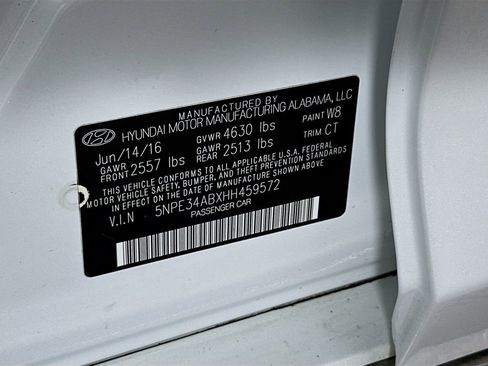 MANUFACTURED BY
HYUNDAI MOTOR MANUFACTURING ALABAMA, LLC
Jun/14/16 GVWR 4630 lbs PAINT W8
GAWR FRONT 2557 lbs GAWR REAR 2513 lbs TRIM CT
THIS VEHICLE CONFORMS TO ALL APPLICABLE U.S.A. FEDERAL
MOTOR VEHICLE SAFETY, BUMPER, AND THEFT PREVENTION STANDARDS
IN EFFECT ON THE DATE OF MANUFACTURE SHOWN ABOVE.
V.I.N 5NPE34ABXHH459572
PASSENGER CAR